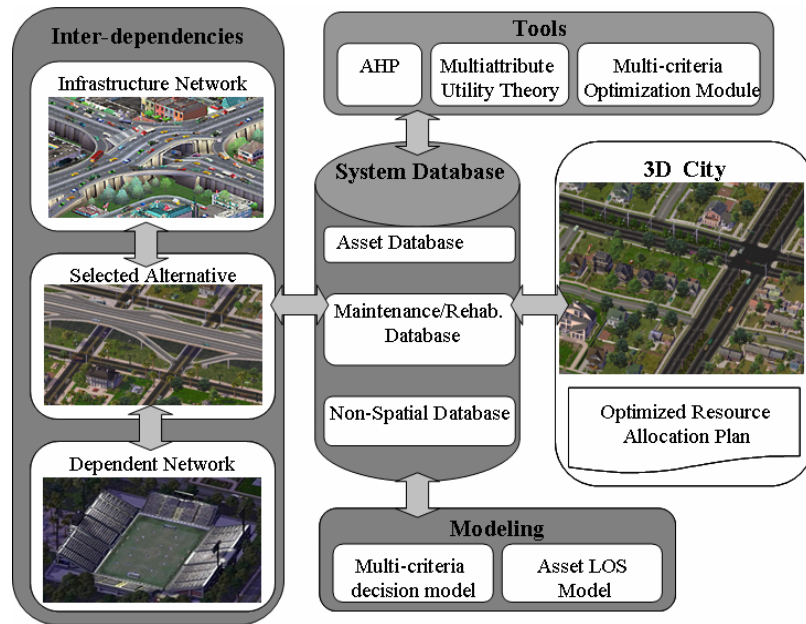 Inter-dependencies
Infrastructure Network
Selected Alternative
Dependent Network
Tools
AHP
Multiattribute
Utility Theory
Multi-criteria
Optimization Module
System Database
Asset Database
Maintenance/Rehab.
Database
Non-Spatial Database
3D City
Optimized Resource
Allocation Plan
Modeling
Multi-criteria
decision model
Asset LOS
Model